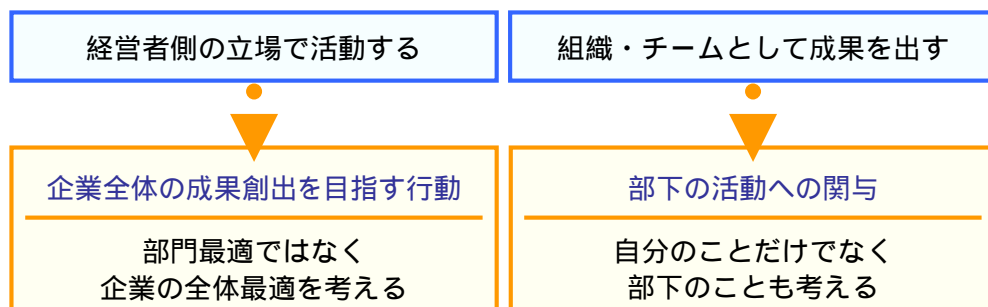 経営者側の立場で活動する
組織・チームとして成果を出す
企業全体の成果創出を目指す行動
部門最適ではなく
企業の全体最適を考える
部下の活動への関与
自分のことだけでなく
部下のことも考える